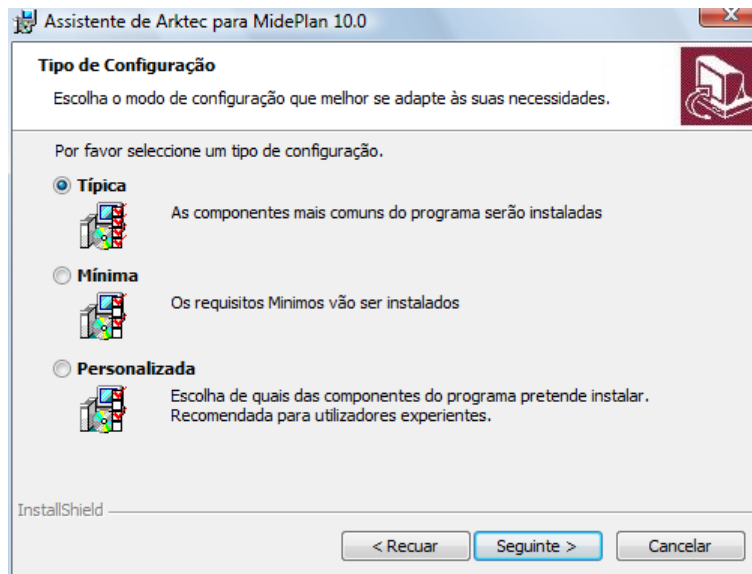 Assistente de Arktec para MidePlan 10.0
Tipo de Configuração
Escolha o modo de configuração que melhor se adapte às suas necessidades.
Por favor seleccione um tipo de configuração.
Típica
As componentes mais comuns do programa serão instaladas
Mínima
Os requisitos Minimos vão ser instalados
Personalizada
Escolha de quais das componentes do programa pretende instalar.
Recomendada para utilizadores experientes.
InstallShield
< Recuar Seguinte > Cancelar